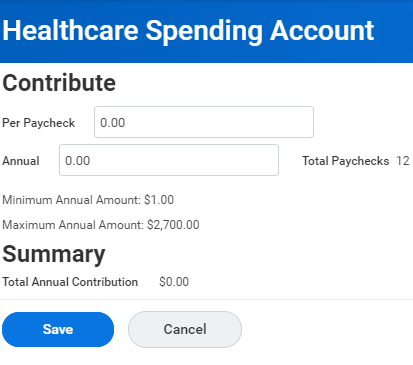 Healthcare Spending Account
Contribute
Per Paycheck 0.00
Annual 0.00 Total Paychecks 12
Minimum Annual Amount: $1.00
Maximum Annual Amount: $2,700.00
Summary
Total Annual Contribution $0.00
Save Cancel